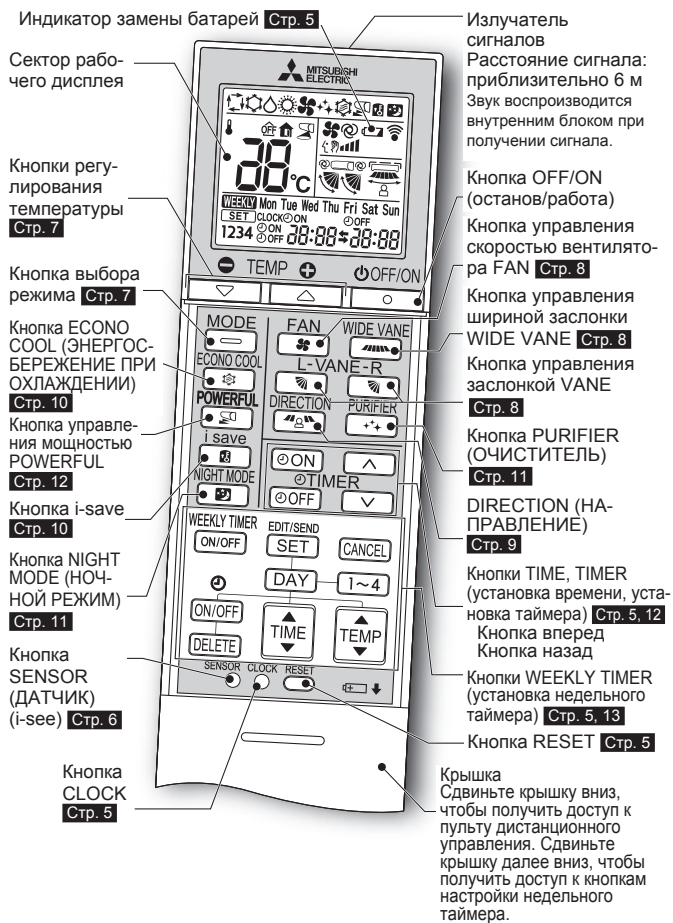 Индикатор замены батарей Стр. 5
Сектор рабо-
чего дисплея
Кнопки регу-
лирования
температуры
Стр. 7
Кнопка выбора
режима Стр. 7
Кнопка ECONO
COOL (ЭНЕРГОС-
БЕРЕЖЕНИЕ ПРИ
ОХЛАЖДЕНИИ)
Стр. 10
Кнопка управле-
ния мощностью
POWERFUL
Стр. 12
Кнопка i-save
Стр. 10
Кнопка NIGHT
MODE (НОЧ-
НОЙ РЕЖИМ)
Стр. 11
Кнопка
SENSOR
(ДАТЧИК)
(i-see) Стр. 6
Кнопка
CLOCK
Стр. 5
MITSUBISHI
ELECTRIC
OFF
88°C
WEEKLY Mon Tue Wed Thu Fri Sat Sun
SET CLOCK ON OFF
1234 ON OFF 88:88 88:88
TEMP OFF/ON
MODE FAN WIDE VANE
ECONO COOL L-VANE-R
POWERFUL DIRECTION PURIFIER
i save
ON
TIMER
NIGHT MODE
OFF
WEEKLY TIMER EDIT/SEND
ON/OFF SET CANCEL
DAY 1~4
ON/OFF
TIME TEMP
DELETE
SENSOR CLOCK RESET
Излучатель
сигналов
Расстояние сигнала:
приблизительно 6 м
Звук воспроизводится
внутренним блоком при
получении сигнала.
Кнопка OFF/ON
(останов/работа)
Кнопка управления
скоростью вентилято-
ра FAN Стр. 8
Кнопка управления
шириной заслонки
WIDE VANE Стр. 8
Кнопка управления
заслонкой VANE
Стр. 8
Кнопка PURIFIER
(ОЧИСТИТЕЛЬ)
Стр. 11
DIRECTION (НА-
ПРАВЛЕНИЕ)
Стр. 9
Кнопки TIME, TIMER
(установка времени, уста-
новка таймера) Стр. 5, 12
Кнопка вперед
Кнопка назад
Кнопки WEEKLY TIMER
(установка недельного
таймера) Стр. 5, 13
Кнопка RESET Стр. 5
Крышка
Сдвиньте крышку вниз,
чтобы получить доступ к
пульту дистанционного
управления. Сдвиньте
крышку далее вниз, чтобы
получить доступ к кнопкам
настройки недельного
таймера.